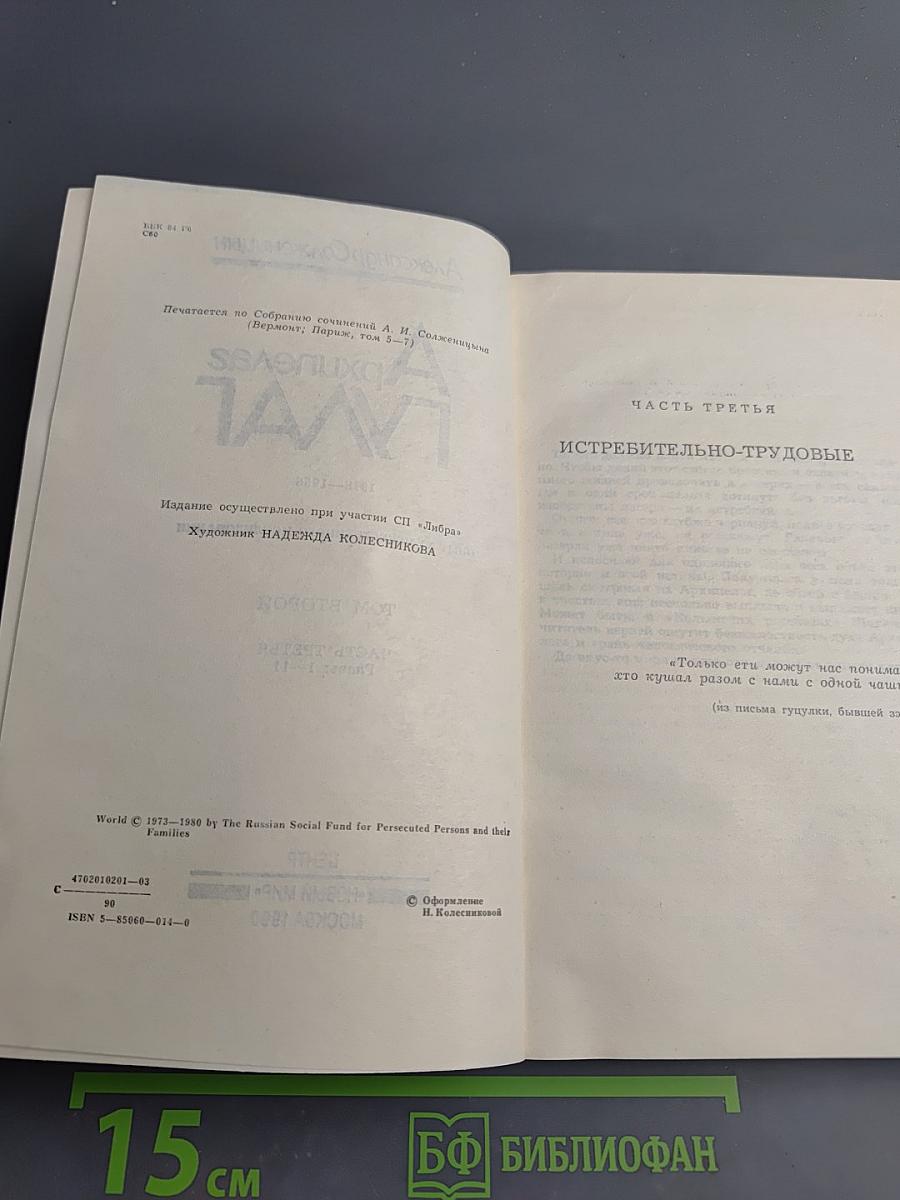 ББК 84 Р6
С60
Печатается по Собранию сочинений А. И. Солженицына
(Вермонт; Париж, том 5—7)
Издание осуществлено при участии СП «Либра»
Художник НАДЕЖДА КОЛЕСНИКОВА
World © 1973—1980 by The Russian Social Fund for Persecuted Persons and their
Families
С 4702010201—03
90
ISBN 5—85060—014—0
© Оформление
Н. Колесниковой
ЧАСТЬ ТРЕТЬЯ
ИСТРЕБИТЕЛЬНО-ТРУДОВЫЕ
«Только ети можут нас понима
хто кушал разом с нами с одной чаш
(из письма гуцулки, бывшей зэ
15 см
БФ БИБЛИОФАН